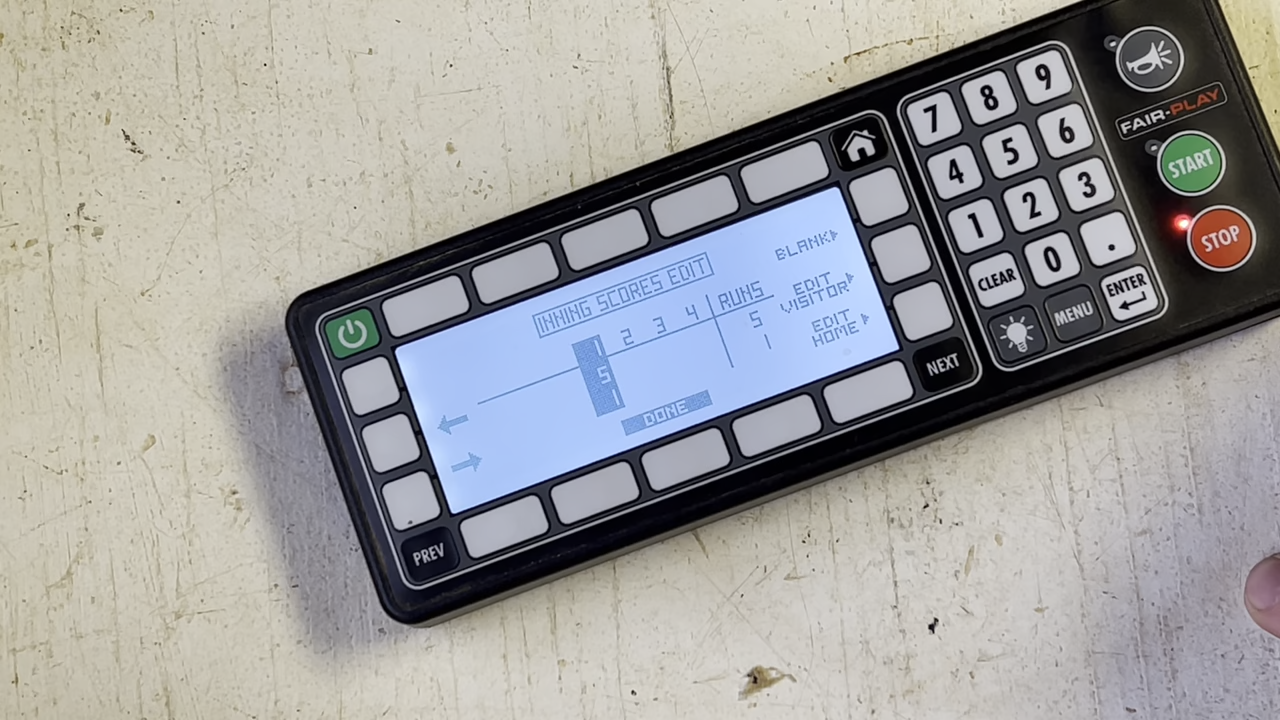 INNING SCORES EDIT
BLANK
1 2 3 4 RUNS
5 5
1 1
EDIT VISITOR
EDIT HOME
DONE
PREV
NEXT
7 8 9
4 5 6
1 2 3
CLEAR 0 .
MENU ENTER
FAIR-PLAY
START
STOP